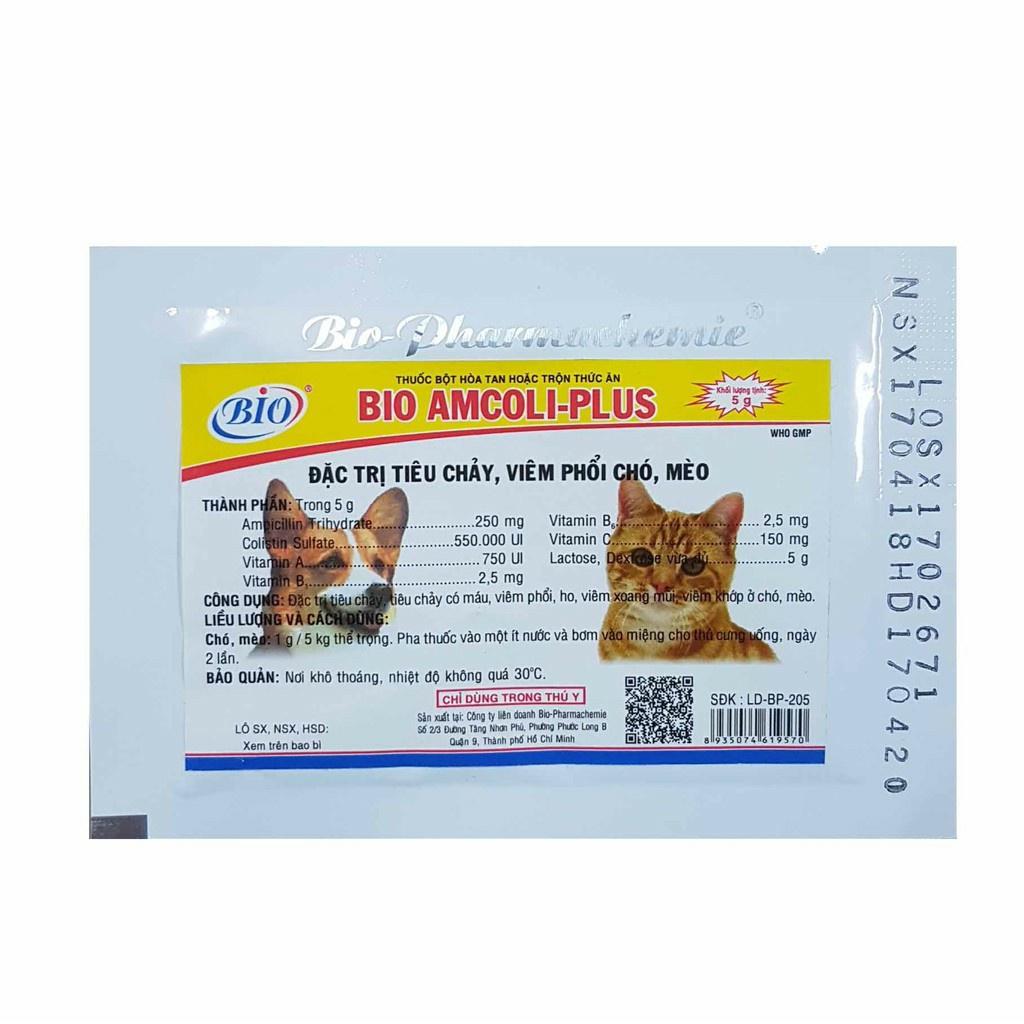 Bio-Pharmachemie®
BIO®
THUỐC BỘT HÒA TAN HOẶC TRỘN THỨC ĂN
BIO AMCOLI-PLUS
Khối lượng tịnh:
5 g
WHO GMP
ĐẶC TRỊ TIÊU CHẢY, VIÊM PHỔI CHÓ, MÈO
THÀNH PHẦN: Trong 5 g
Ampicillin Trihydrate.....................250 mg
Colistin Sulfate.........................550.000 UI
Vitamin A....................................750 UI
Vitamin B₁..................................2,5 mg
Vitamin B₆............................ 2,5 mg
Vitamin C.............................150 mg
Lactose, Dextrose vừa đủ................5 g
CÔNG DỤNG: Đặc trị tiêu chảy, tiêu chảy có máu, viêm phổi, ho, viêm xoang mũi, viêm khớp ở chó, mèo.
LIỀU LƯỢNG VÀ CÁCH DÙNG:
Chó, mèo: 1 g / 5 kg thể trọng. Pha thuốc vào một ít nước và bơm vào miệng cho thú cưng uống, ngày
2 lần.
BẢO QUẢN: Nơi khô thoáng, nhiệt độ không quá 30°C.
CHỈ DÙNG TRONG THÚ Y
Sản xuất tại: Công ty liên doanh Bio-Pharmachemie
Số 2/3 Đường Tăng Nhơn Phú, Phường Phước Long B
Quận 9, Thành phố Hồ Chí Minh
LÔ SX, NSX, HSD:
Xem trên bao bì
SĐK : LD-BP-205
8 935074 619570
LOSX1702671
NSX170418HD170420